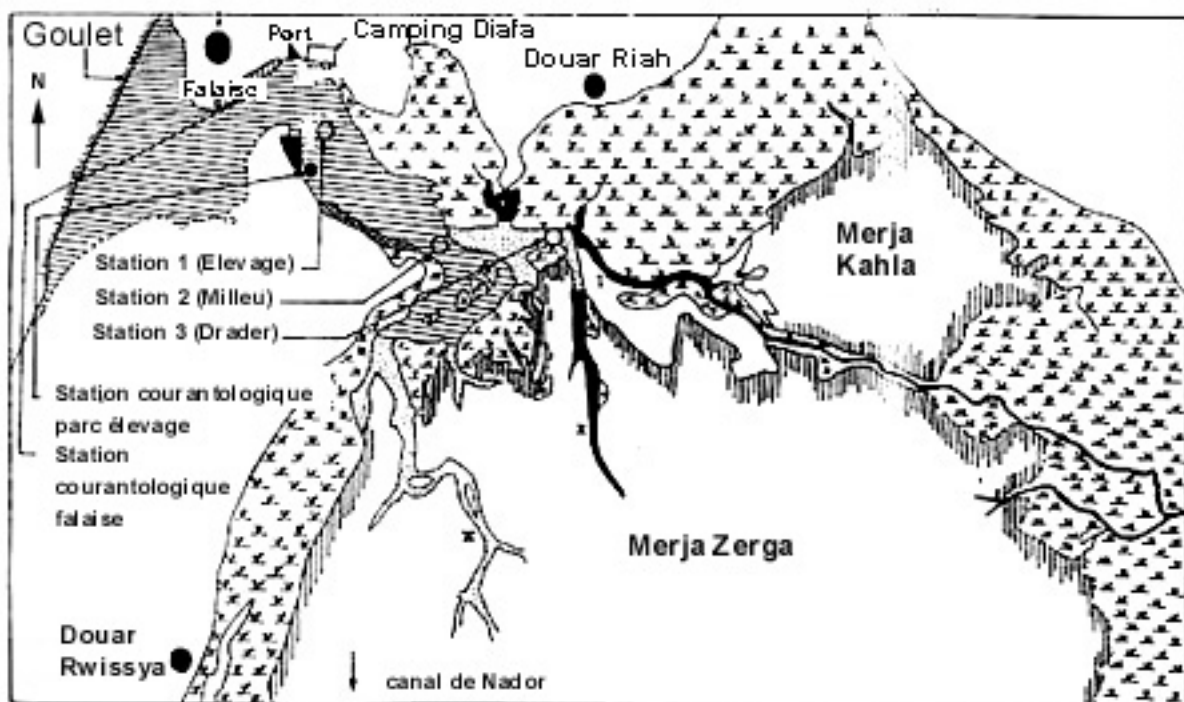 Goulet
Port
Camping Diafa
Douar Riah
N
Falaise
Merja
Kahla
Station 1 (Elevage)
Station 2 (Milleu)
Station 3 (Drader)
Station courantologique
parc élevage
Station
courantologique
falaise
Merja Zerga
Douar
Rwissya
canal de Nador